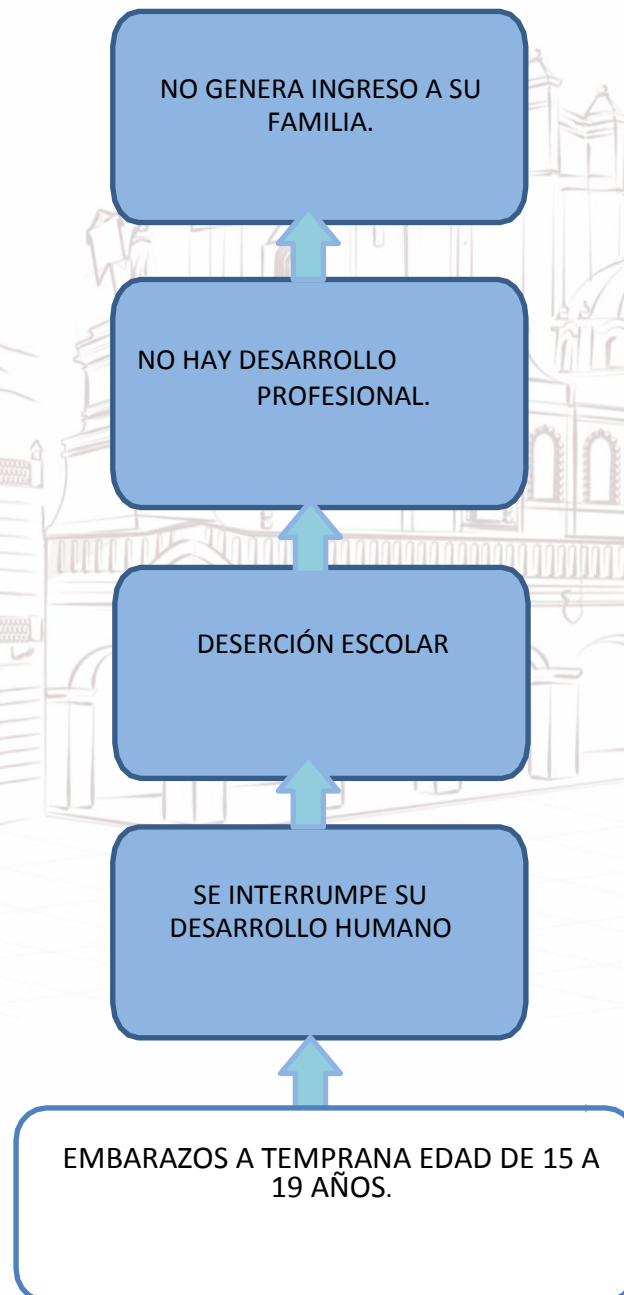 NO GENERA INGRESO A SU
FAMILIA.
NO HAY DESARROLLO
PROFESIONAL.
DESERCIÓN ESCOLAR
SE INTERRUMPE SU
DESARROLLO HUMANO
EMBARAZOS A TEMPRANA EDAD DE 15 A
19 AÑOS.